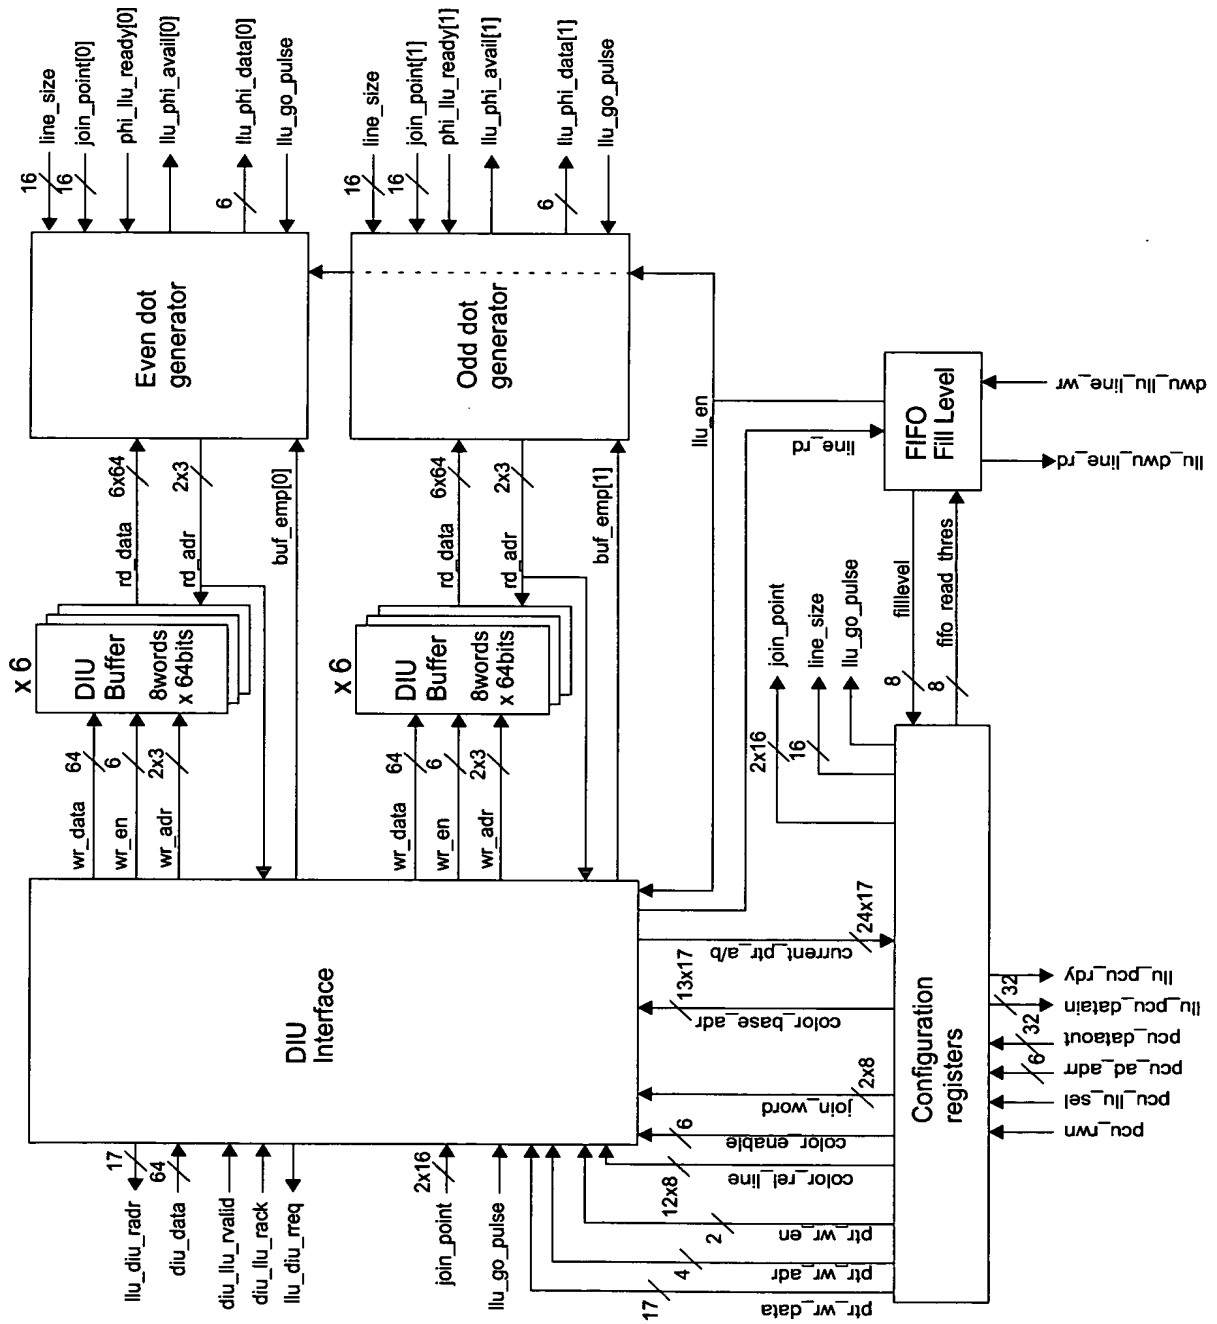 line_size
16
join_point[0]
16
phi_llu_ready[0]
llu_phi_avail[0]
llu_phi_data[0]
6
llu_go_pulse
Even dot
generator
rd_data
6x64
rd_adr
2x3
buf_emp[0]
x 6
DIU
Buffer
8words
x 64bits
wr_data
64
wr_en
6
wr_adr
2x3
line_size
16
join_point[1]
16
phi_llu_ready[1]
llu_phi_avail[1]
llu_phi_data[1]
6
llu_go_pulse
Odd dot
generator
rd_data
6x64
rd_adr
2x3
buf_emp[1]
x 6
DIU
Buffer
8words
x 64bits
wr_data
64
wr_en
6
wr_adr
2x3
DIU
Interface
llu_diu_radr
17
diu_data
64
diu_llu_rvalid
diu_llu_rack
llu_diu_rreq
join_point
2x16
llu_go_pulse
llu_en
line_rd
current_ptr_a/b
24x17
color_base_adr
13x17
join_word
2x8
color_enable
6
color_rel_line
12x8
ptr_wr_en
2
ptr_wr_adr
4
ptr_wr_data
17
FIFO
Fill Level
dwu_llu_line_wr
llu_dwu_line_rd
filllevel
8
fifo_read_thres
8
join_point
2x16
line_size
16
llu_go_pulse
Configuration
registers
llu_pcu_rdy
llu_pcu_datain
32
pcu_dataout
32
pcu_ad_adrr
6
pcu_llu_sel
pcu_rwn